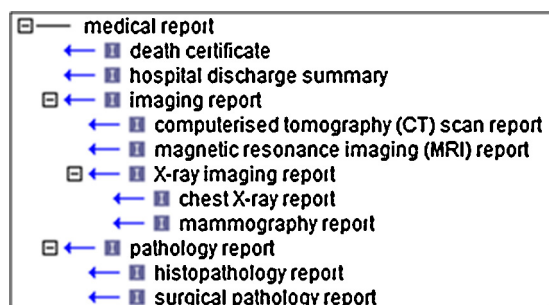 medical report
death certificate
hospital discharge summary
imaging report
computerised tomography (CT) scan report
magnetic resonance imaging (MRI) report
X-ray imaging report
chest X-ray report
mammography report
pathology report
histopathology report
surgical pathology report